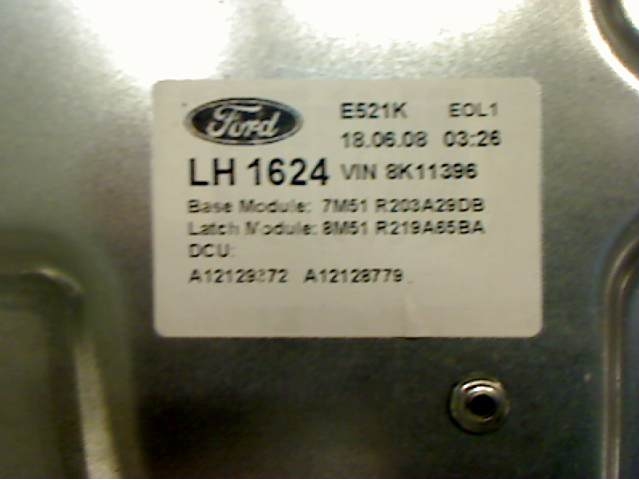 Ford
E521K EOL1
18.06.08 03:26
LH 1624 VIN 8K11396
Base Module: 7M51 R203A29DB
Latch Module: 8M51 R219A65BA
DCU:
A12128779